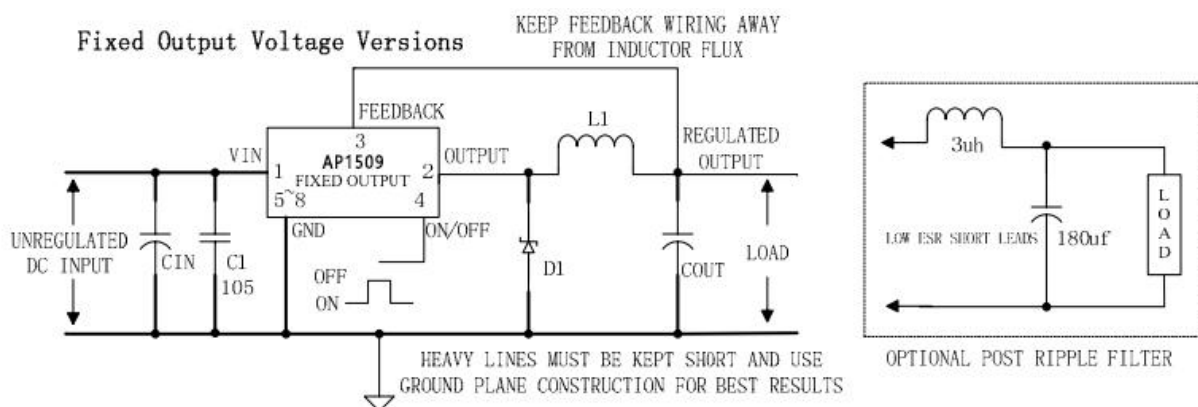 Fixed Output Voltage Versions
KEEP FEEDBACK WIRING AWAY
FROM INDUCTOR FLUX
FEEDBACK
3
VIN
1
AP1509
FIXED OUTPUT
2
OUTPUT
5~8
4
GND
ON/OFF
L1
REGULATED
OUTPUT
UNREGULATED
DC INPUT
CIN
C1
105
OFF
ON
D1
COUT
LOAD
HEAVY LINES MUST BE KEPT SHORT AND USE
GROUND PLANE CONSTRUCTION FOR BEST RESULTS
3uh
LOW ESR SHORT LEADS
180uf
LOAD
OPTIONAL POST RIPPLE FILTER